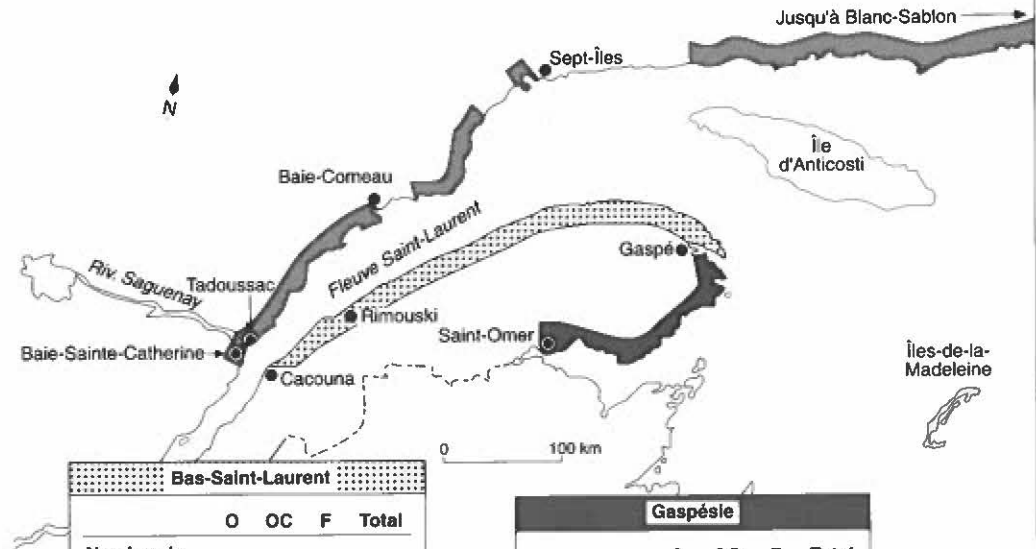 Jusqu'à Blanc-Sablon
Sept-Îles
N
Île
d'Anticosti
Baie-Comeau
Fleuve Saint-Laurent
Gaspé
Riv. Saguenay
Tadoussac
Rimouski
Saint-Omer
Baie-Sainte-Catherine
Îles-de-la-
Madeleine
Cacouna
0 100 km
Bas-Saint-Laurent
O OC F Total
Gaspésie